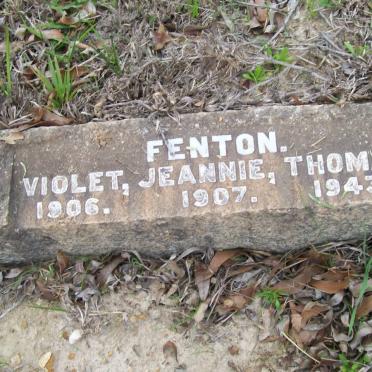 FENTON.
VIOLET, JEANNIE, THOM
1906. 1907. 194